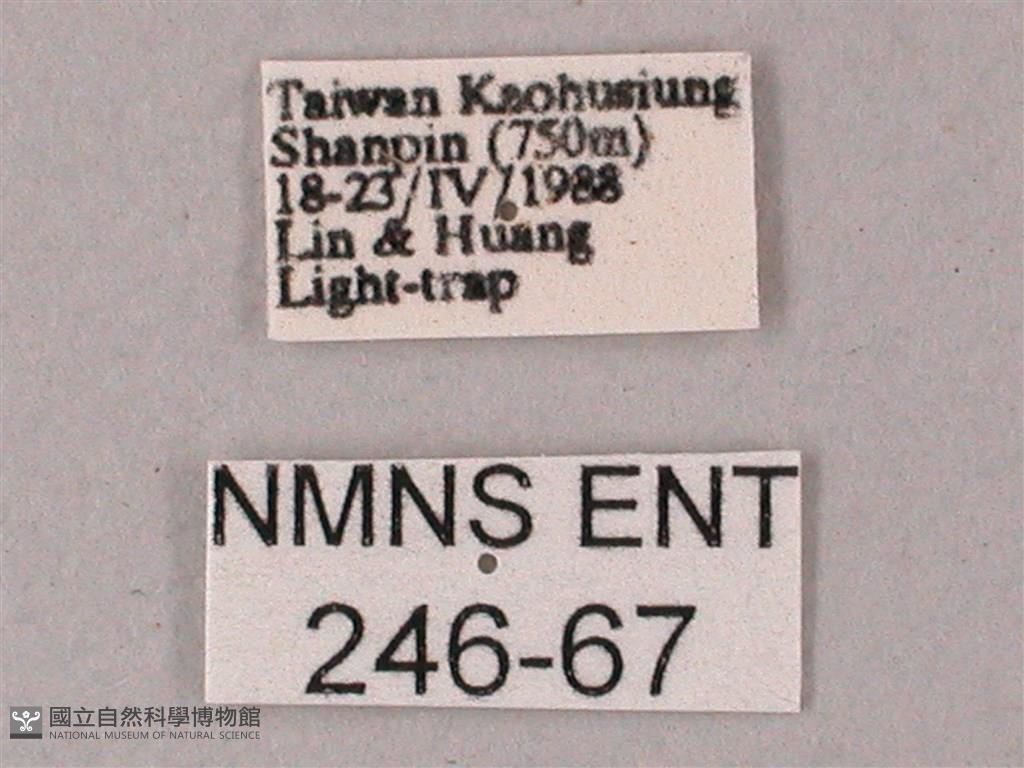 Taiwan Kaohusiung
Shanpin (750m)
18-23/IV/1988
Lin & Huang
Light-trap
NMNS ENT
246-67
國立自然科學博物館
NATIONAL MUSEUM OF NATURAL SCIENCE